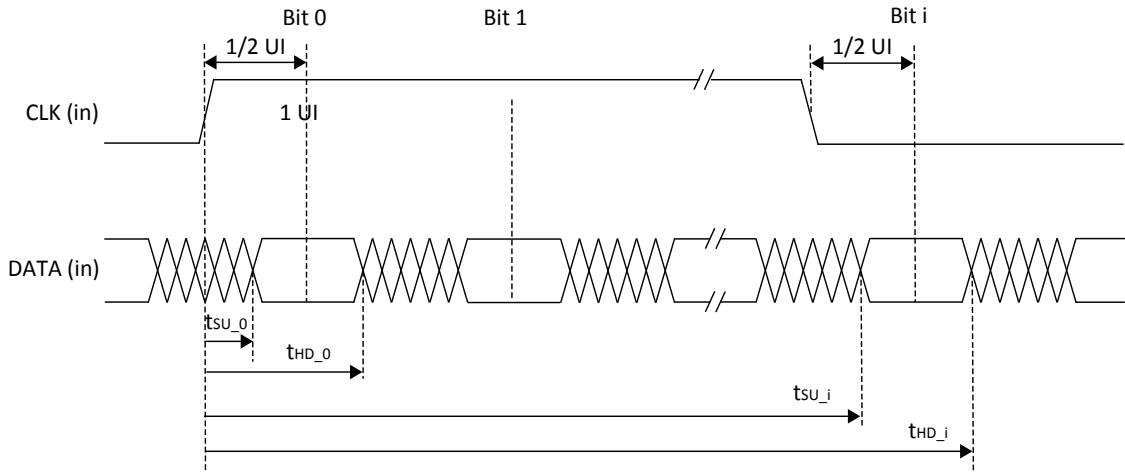 Bit 0
Bit 1
Bit i
1/2 UI
1/2 UI
CLK (in)
1 UI
DATA (in)
tSU_0
tHD_0
tSU_i
tHD_i